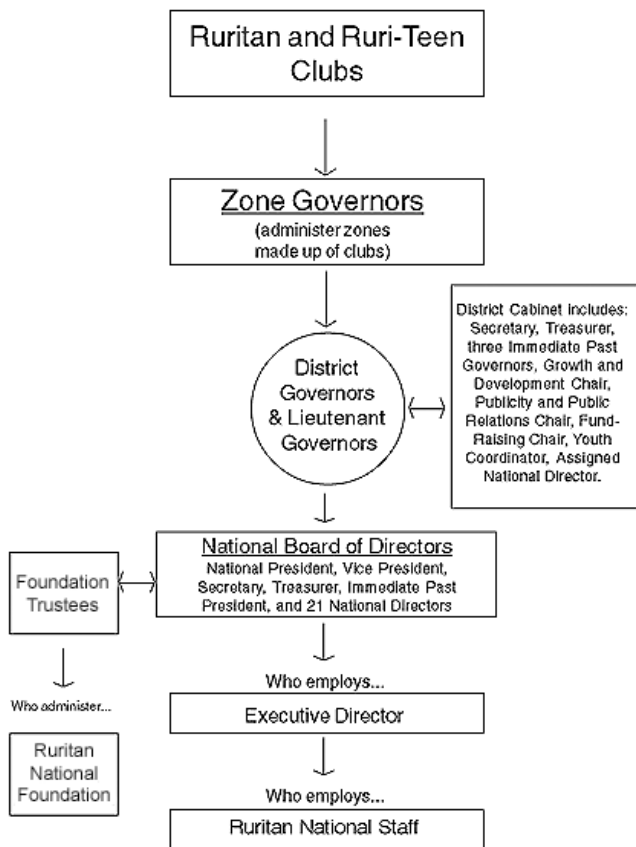 Ruritan and Ruri-Teen
Clubs
Zone Governors
(administer zones
made up of clubs)
District
Governors
& Lieutenant
Governors
District Cabinet includes:
Secretary, Treasurer,
three Immediate Past
Governors, Growth and
Development Chair,
Publicity and Public
Relations Chair, Fund-
Raising Chair, Youth
Coordinator, Assigned
National Director.
National Board of Directors
National President, Vice President,
Secretary, Treasurer, Immediate Past
President, and 21 National Directors
Foundation
Trustees
Who administer...
Ruritan
National
Foundation
Who employs...
Executive Director
Who employs...
Ruritan National Staff